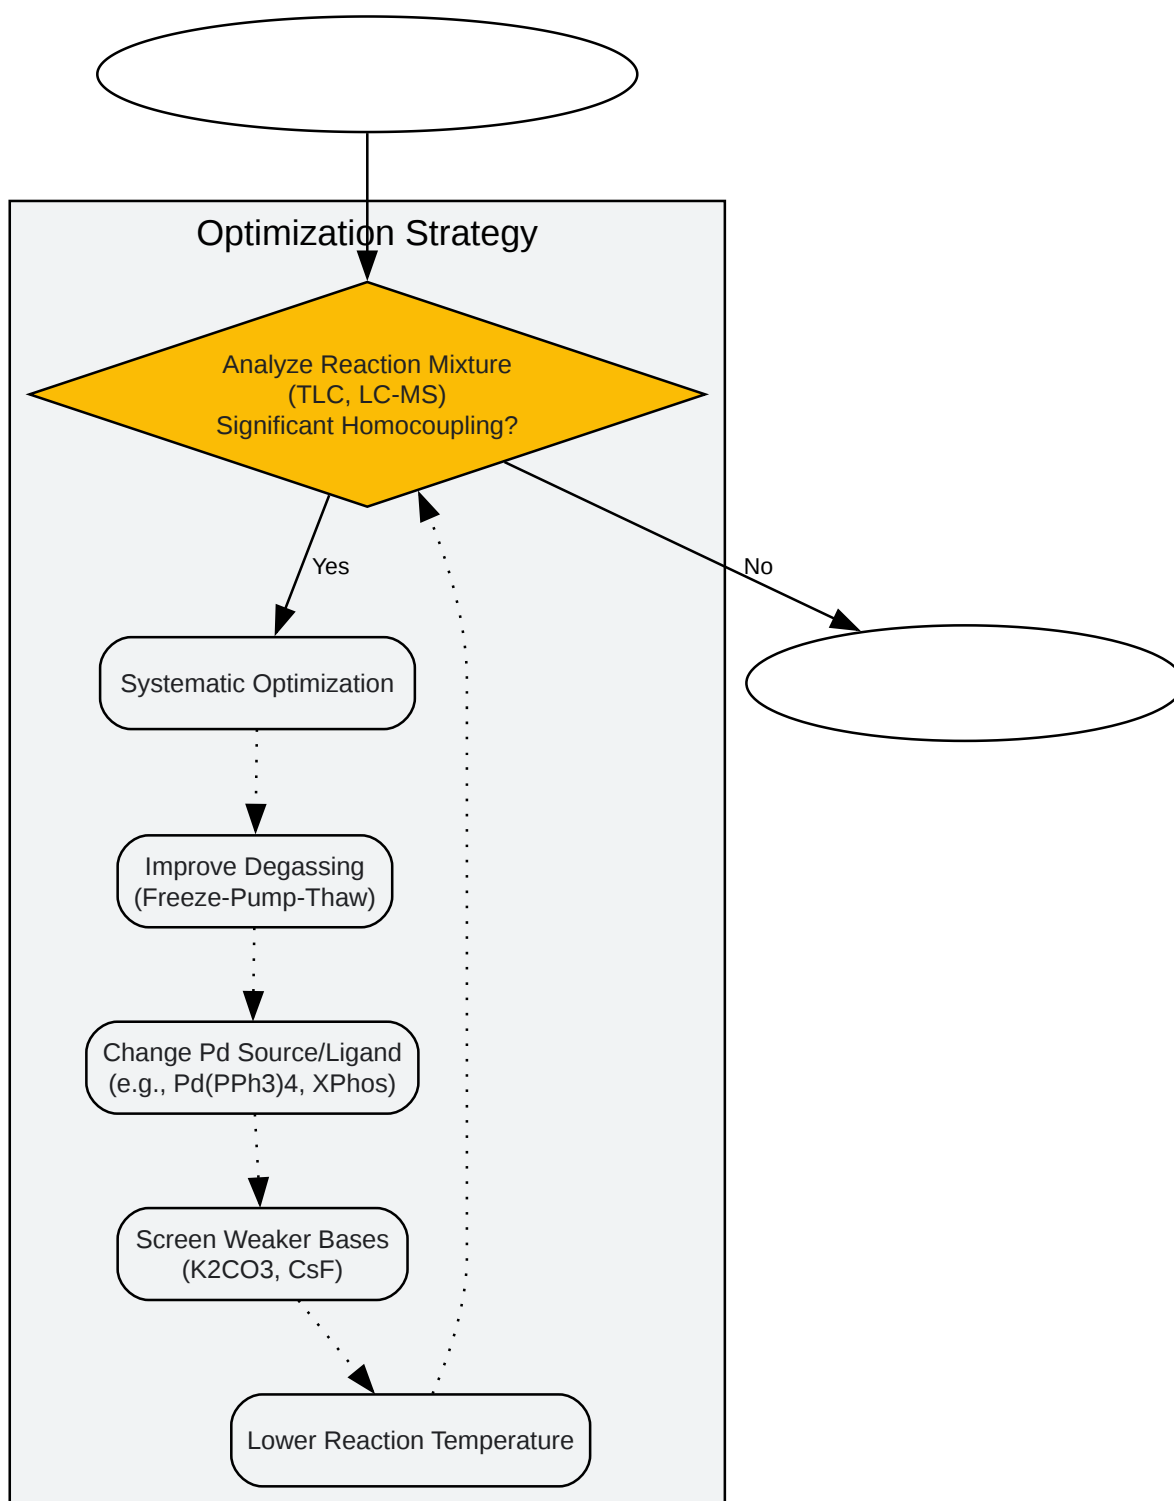 Optimization Strategy
Analyze Reaction Mixture
(TLC, LC-MS)
Significant Homocoupling?
Yes
No
Systematic Optimization
Improve Degassing
(Freeze-Pump-Thaw)
Change Pd Source/Ligand
(e.g., Pd(PPh3)4, XPhos)
Screen Weaker Bases
(K2CO3, CsF)
Lower Reaction Temperature